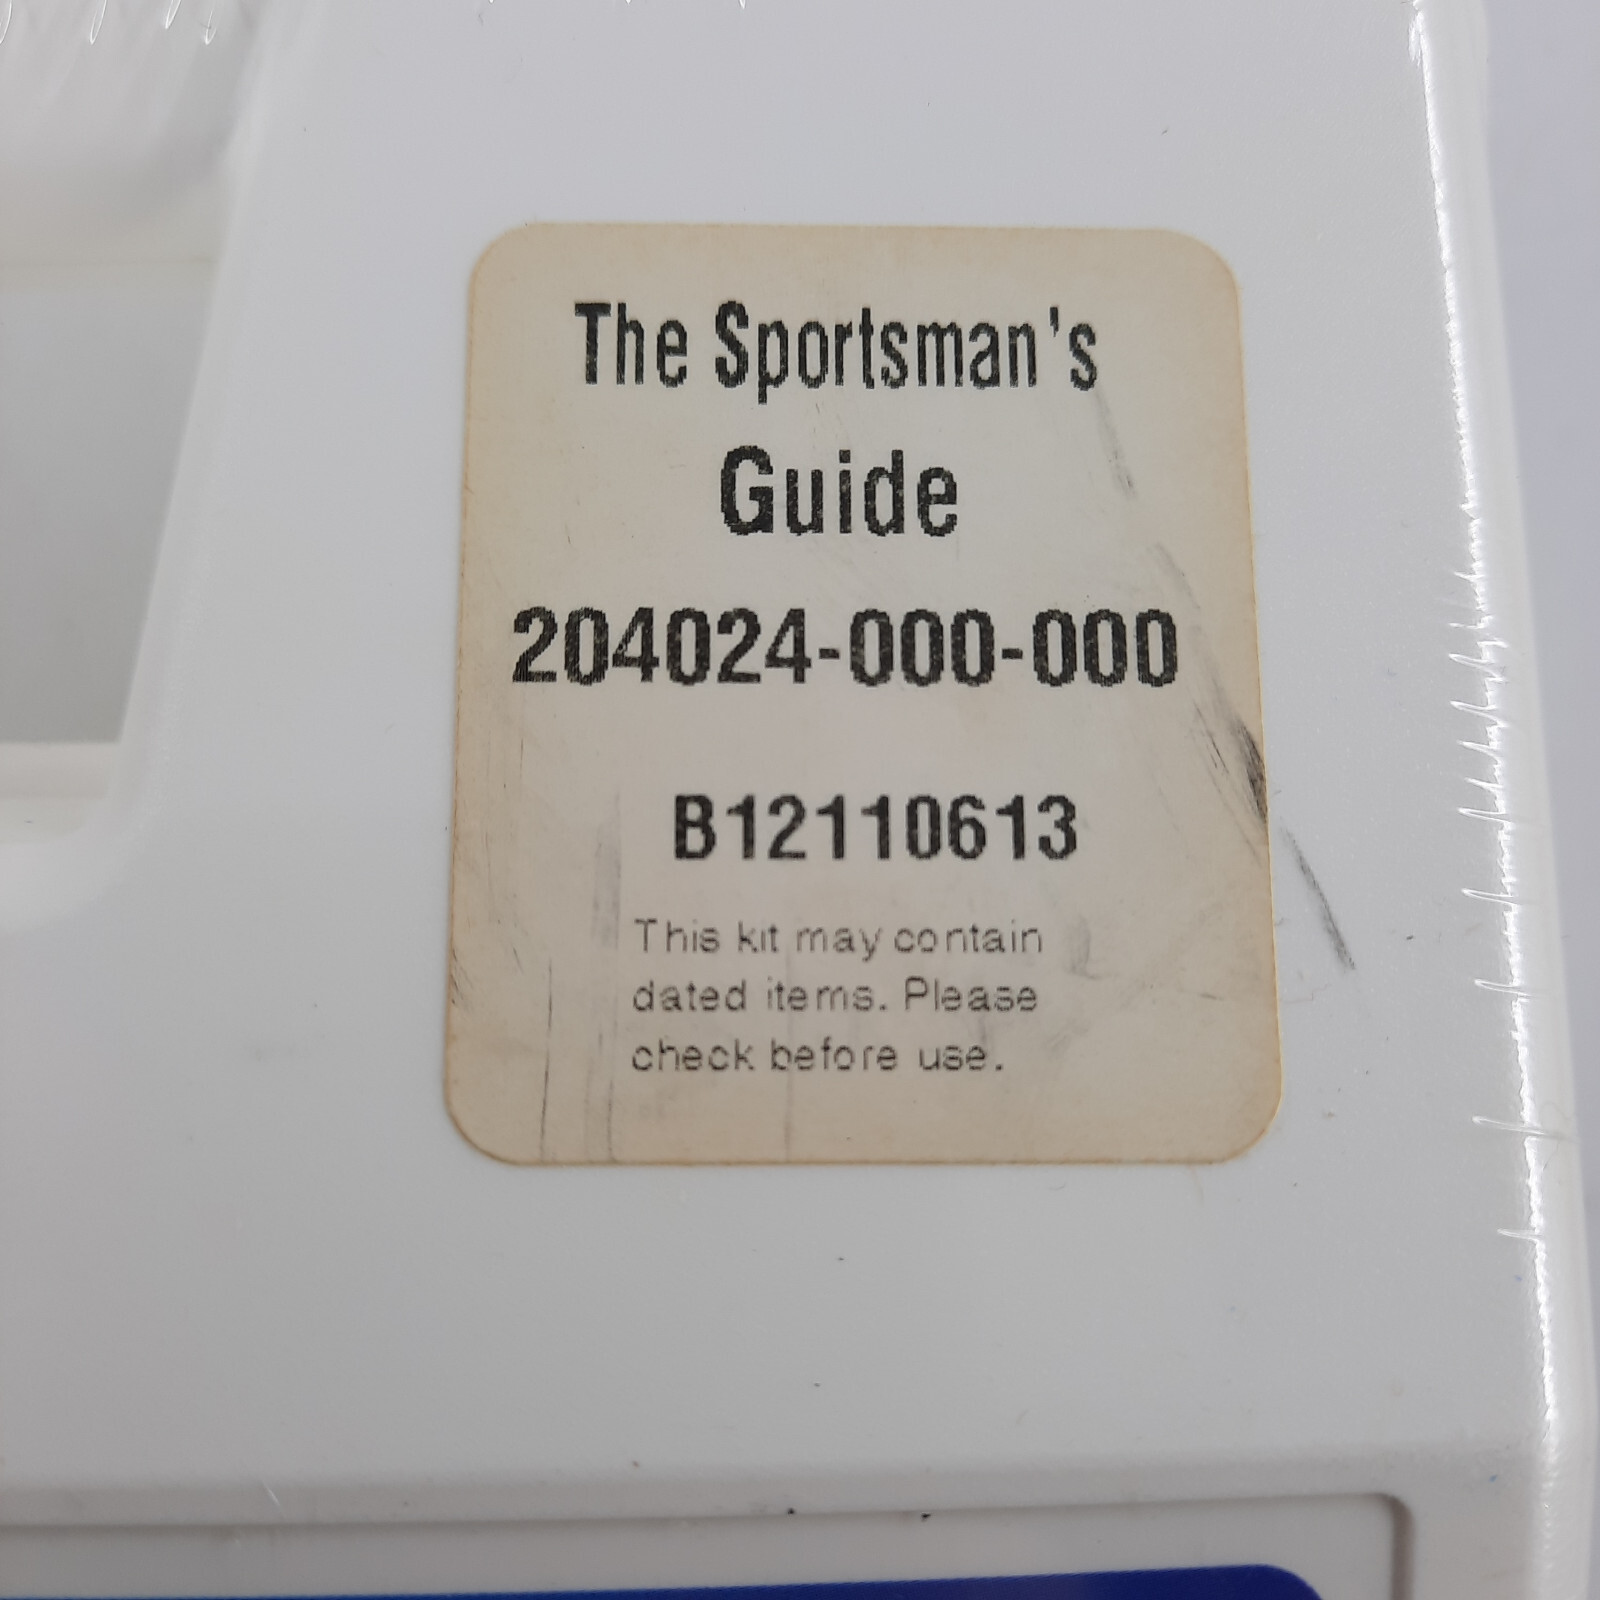 The Sportsman's
Guide
204024-000-000
B12110613
This kit may contain
dated items. Please
check before use.